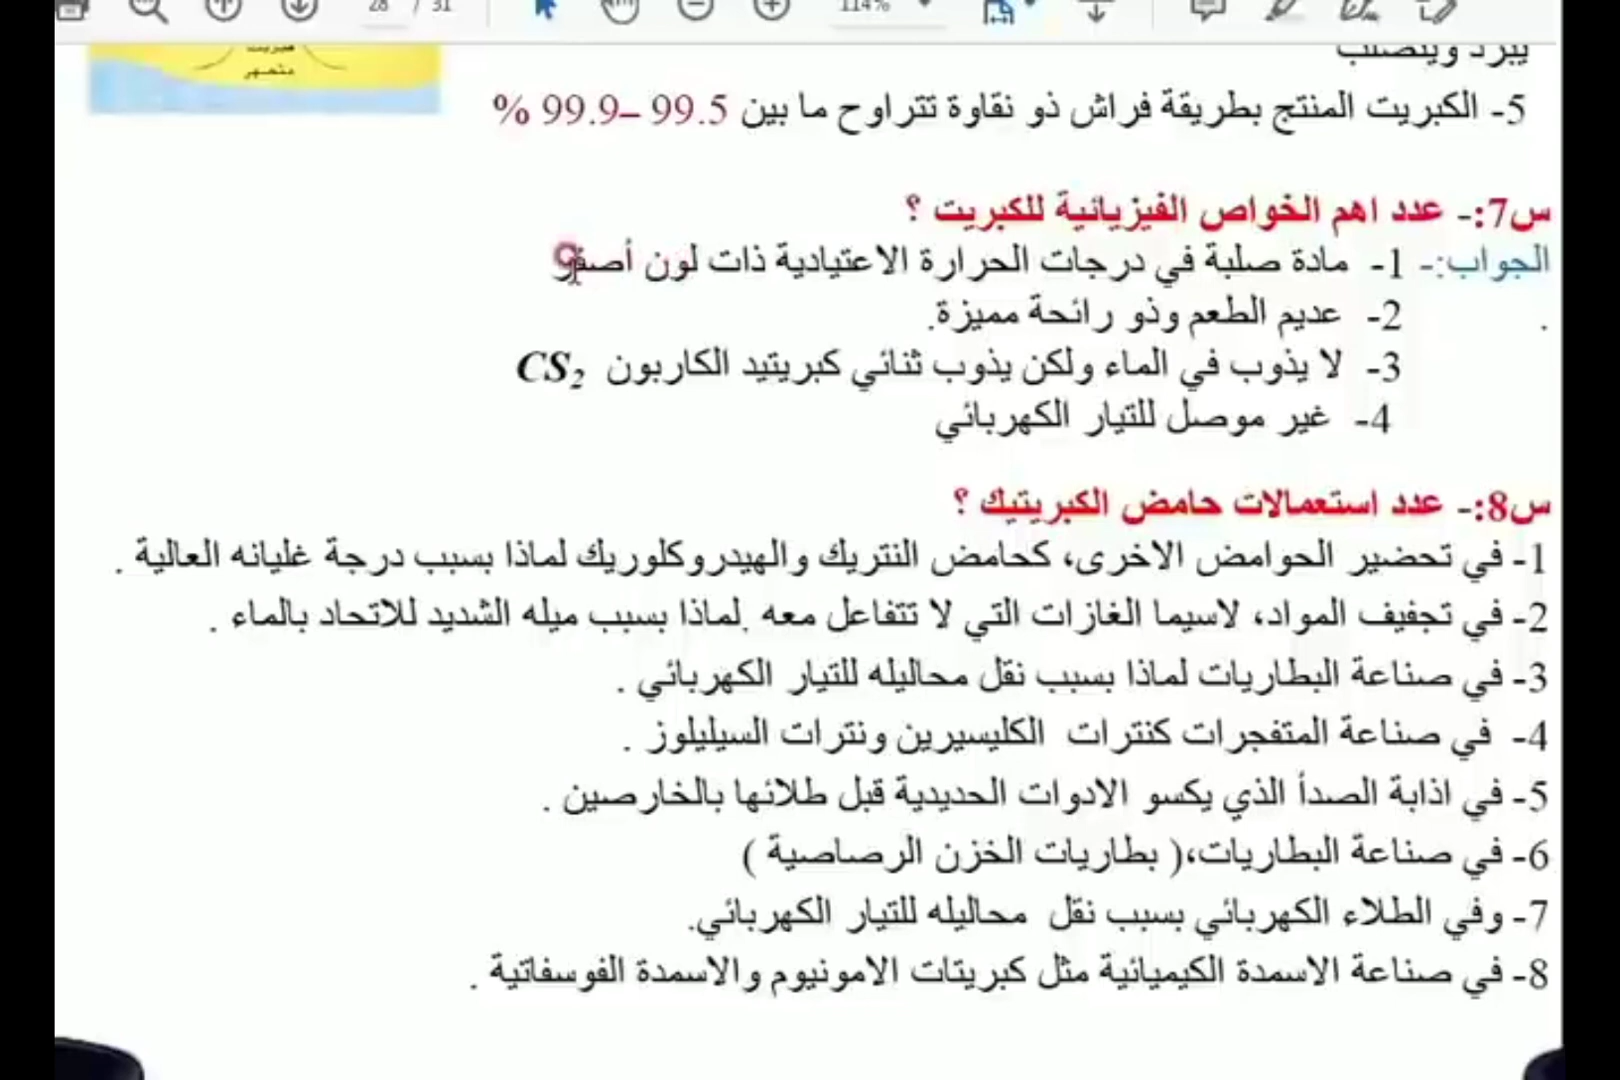 28 / 31
114%
كبريت
منصهر
يبرد ويتصلب
5- الكبريت المنتج بطريقة فراش ذو نقاوة تتراوح ما بين 99.5 –99.9 %
س7:- عدد اهم الخواص الفيزيائية للكبريت ؟
الجواب:- 1- مادة صلبة في درجات الحرارة الاعتيادية ذات لون أصفر
.
2- عديم الطعم وذو رائحة مميزة.
3- لا يذوب في الماء ولكن يذوب ثنائي كبريتيد الكاربون CS₂
4- غير موصل للتيار الكهربائي
س8:- عدد استعمالات حامض الكبريتيك ؟
1- في تحضير الحوامض الاخرى، كحامض النتريك والهيدروكلوريك لماذا بسبب درجة غليانه العالية .
2- في تجفيف المواد، لاسيما الغازات التي لا تتفاعل معه .لماذا بسبب ميله الشديد للاتحاد بالماء .
3- في صناعة البطاريات لماذا بسبب نقل محاليله للتيار الكهربائي .
4- في صناعة المتفجرات كنترات الكليسيرين ونترات السيليلوز .
5- في اذابة الصدأ الذي يكسو الادوات الحديدية قبل طلائها بالخارصين .
6- في صناعة البطاريات،( بطاريات الخزن الرصاصية )
7- وفي الطلاء الكهربائي بسبب نقل محاليله للتيار الكهربائي.
8- في صناعة الاسمدة الكيميائية مثل كبريتات الامونيوم والاسمدة الفوسفاتية .